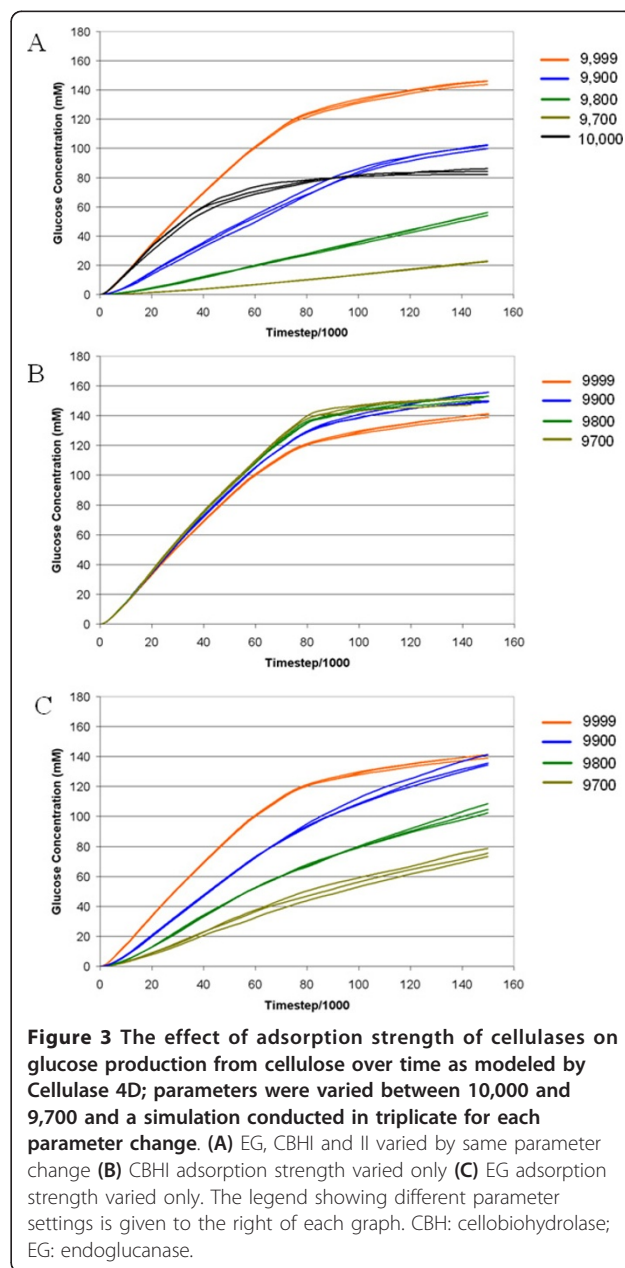 A
Glucose Concentration (mM)
180
160
140
120
100
80
60
40
20
0
0 20 40 60 80 100 120 140 160
Timestep/1000
9,999
9,900
9,800
9,700
10,000
B
Glucose Concentration (mM)
180
160
140
120
100
80
60
40
20
0
0 20 40 60 80 100 120 140 160
Timestep/1000
9999
9900
9800
9700
C
Glucose Concentration (mM)
180
160
140
120
100
80
60
40
20
0
0 20 40 60 80 100 120 140 160
Timestep/1000
9999
9900
9800
9700
Figure 3 The effect of adsorption strength of cellulases on
glucose production from cellulose over time as modeled by
Cellulase 4D; parameters were varied between 10,000 and
9,700 and a simulation conducted in triplicate for each
parameter change. (A) EG, CBHI and II varied by same parameter
change (B) CBHI adsorption strength varied only (C) EG adsorption
strength varied only. The legend showing different parameter
settings is given to the right of each graph. CBH: cellobiohydrolase;
EG: endoglucanase.